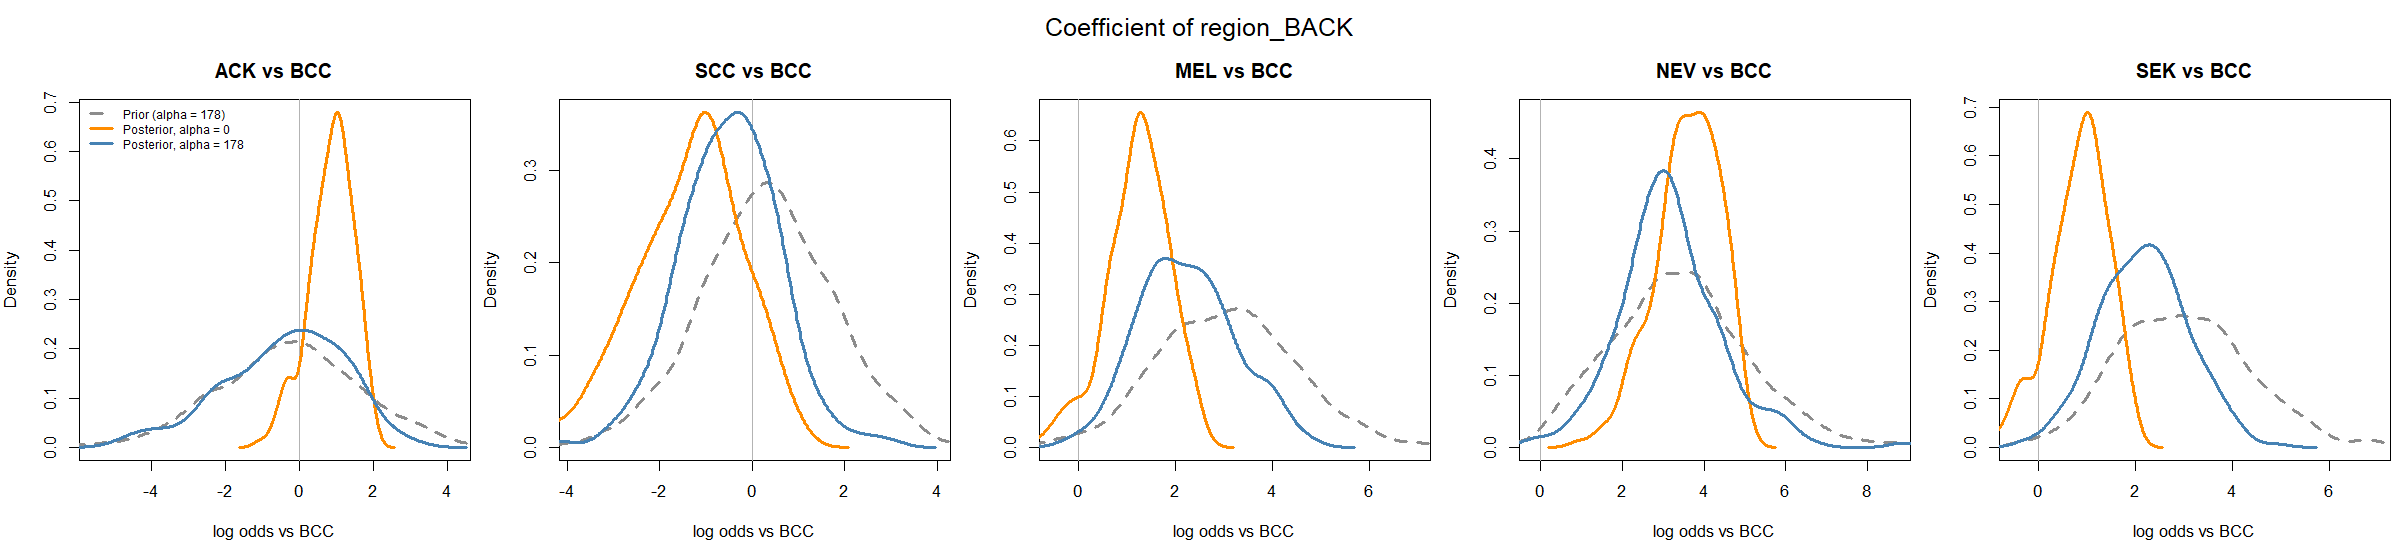 Coefficient of region_BACK
ACK vs BCC
Density
0.0 0.1 0.2 0.3 0.4 0.5 0.6 0.7
Prior (alpha = 178)
Posterior, alpha = 0
Posterior, alpha = 178
-4 -2 0 2 4
log odds vs BCC
SCC vs BCC
Density
0.0 0.1 0.2 0.3
-4 -2 0 2 4
log odds vs BCC
MEL vs BCC
Density
0.0 0.1 0.2 0.3 0.4 0.5 0.6
0 2 4 6
log odds vs BCC
NEV vs BCC
Density
0.0 0.1 0.2 0.3 0.4
0 2 4 6 8
log odds vs BCC
SEK vs BCC
Density
0.0 0.1 0.2 0.3 0.4 0.5 0.6 0.7
0 2 4 6
log odds vs BCC